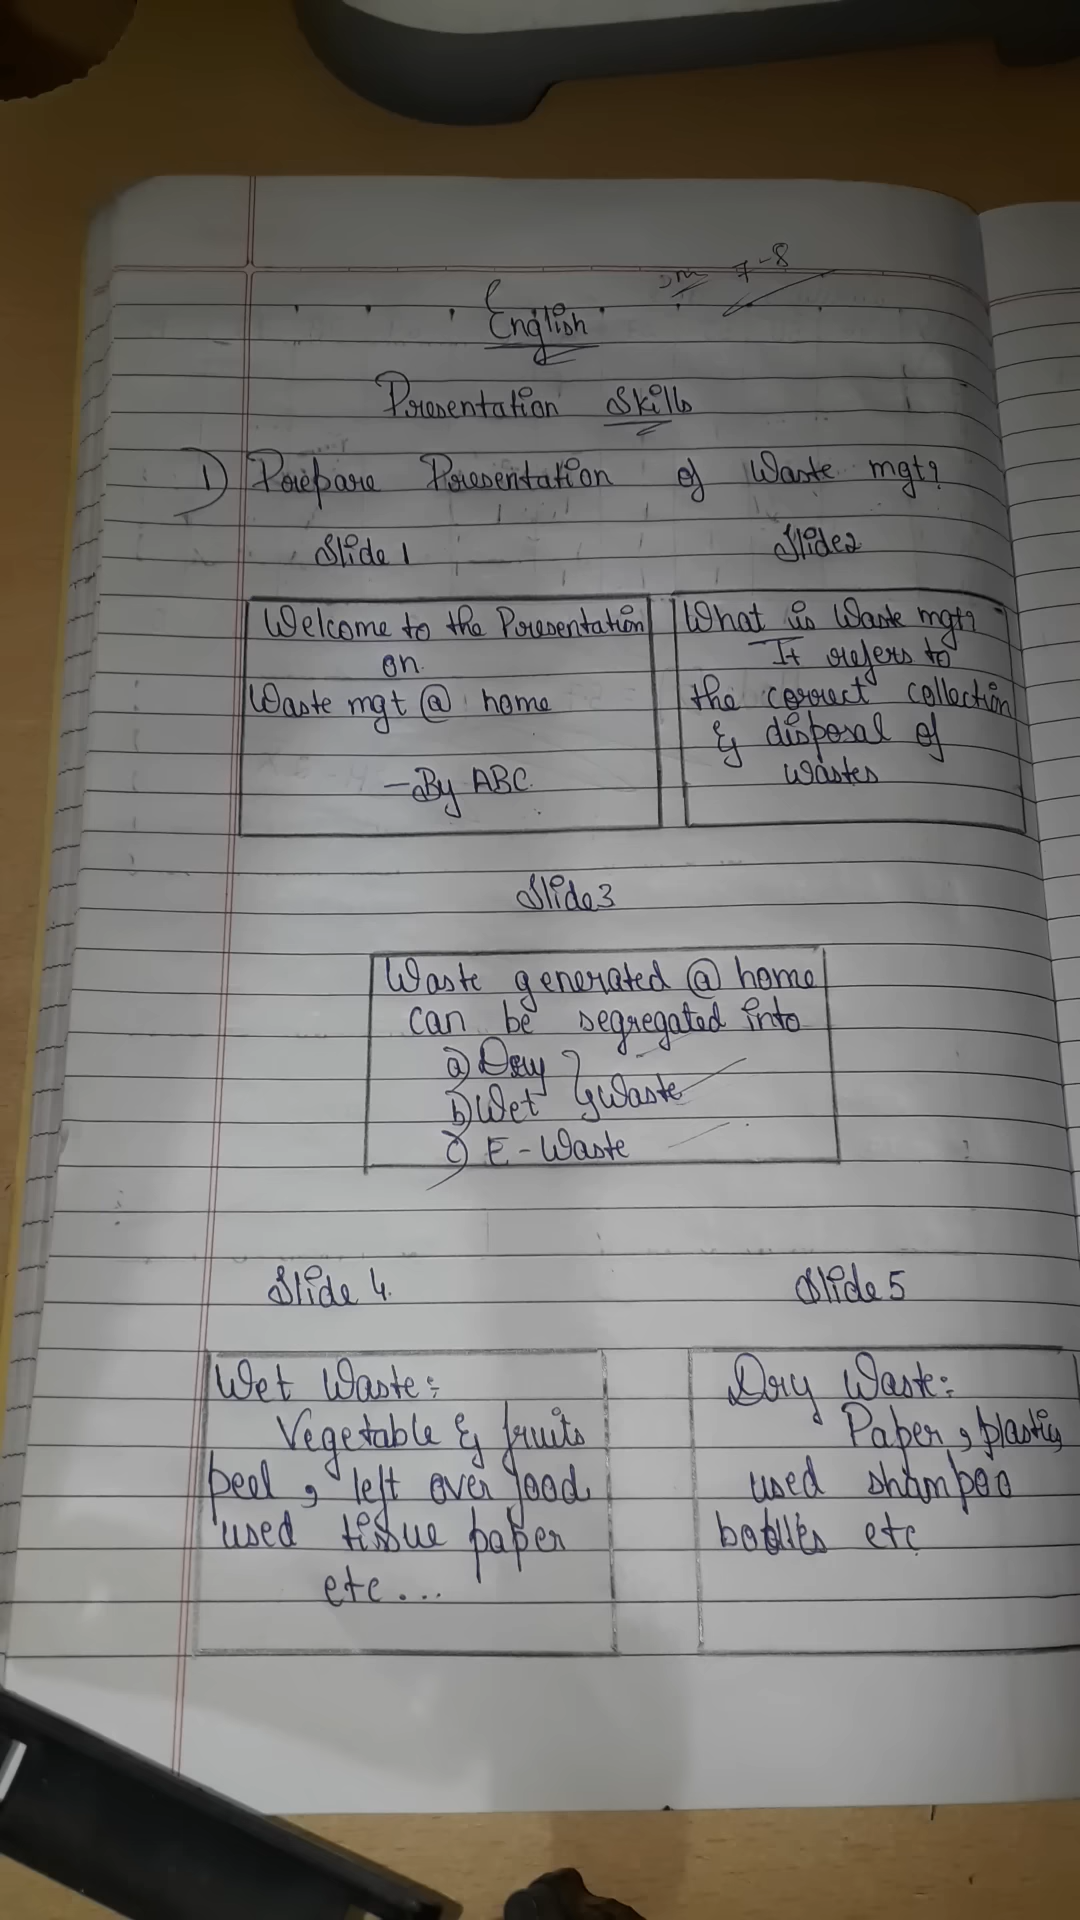 7-8
English
Presentation Skills
1) Prepare Presentation of Waste mgt?
Slide 1
Welcome to the Presentation
on
Waste mgt @ home
- By ABC.
Slide 2
What is Waste mgt?
It refers to
the correct collection
& disposal of
wastes
Slide 3
Waste generated @ home
can be segregated into
a) Dry
b) Wet } Waste
c) E - Waste
Slide 4.
Wet Waste:
Vegetable & fruits
peel, left over food,
used tissue paper
etc...
Slide 5
Dry Waste:
Paper, plastic,
used shampoo
bottles etc